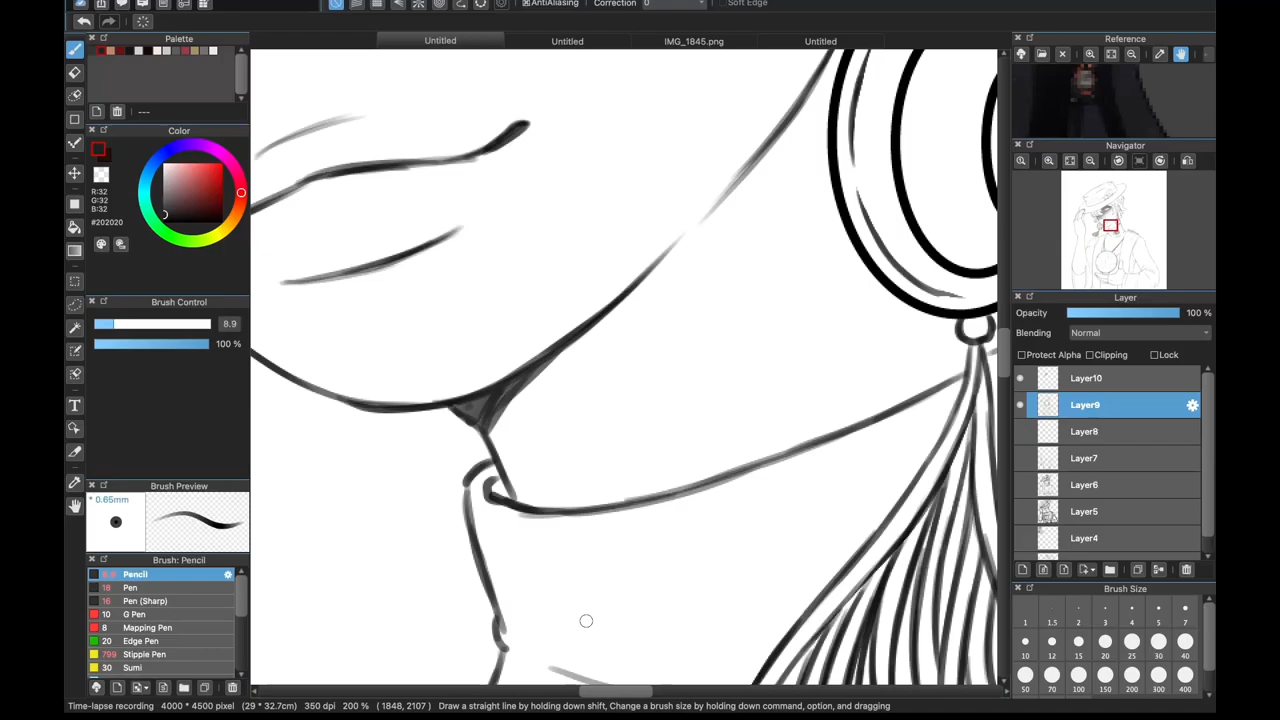 AntiAliasing Correction 0 Soft Edge
Palette
---
Color
R:32
G:32
B:32
#202020
Brush Control
8.9
100 %
Brush Preview
* 0.65mm
Brush: Pencil
8.9 Pencil
18 Pen
16 Pen (Sharp)
10 G Pen
8 Mapping Pen
20 Edge Pen
799 Stipple Pen
30 Sumi
Untitled Untitled IMG_1845.png Untitled
Reference
Navigator
Layer
Opacity 100 %
Blending Normal
Protect Alpha Clipping Lock
Layer10
Layer9
Layer8
Layer7
Layer6
Layer5
Layer4
Brush Size
1 1.5 2 3 4 5 7
10 12 15 20 25 30 40
50 70 100 150 200 300 400
Time-lapse recording 4000 * 4500 pixel (29 * 32.7cm) 350 dpi 200 % (1848, 2107) Draw a straight line by holding down shift, Change a brush size by holding down command, option, and dragging